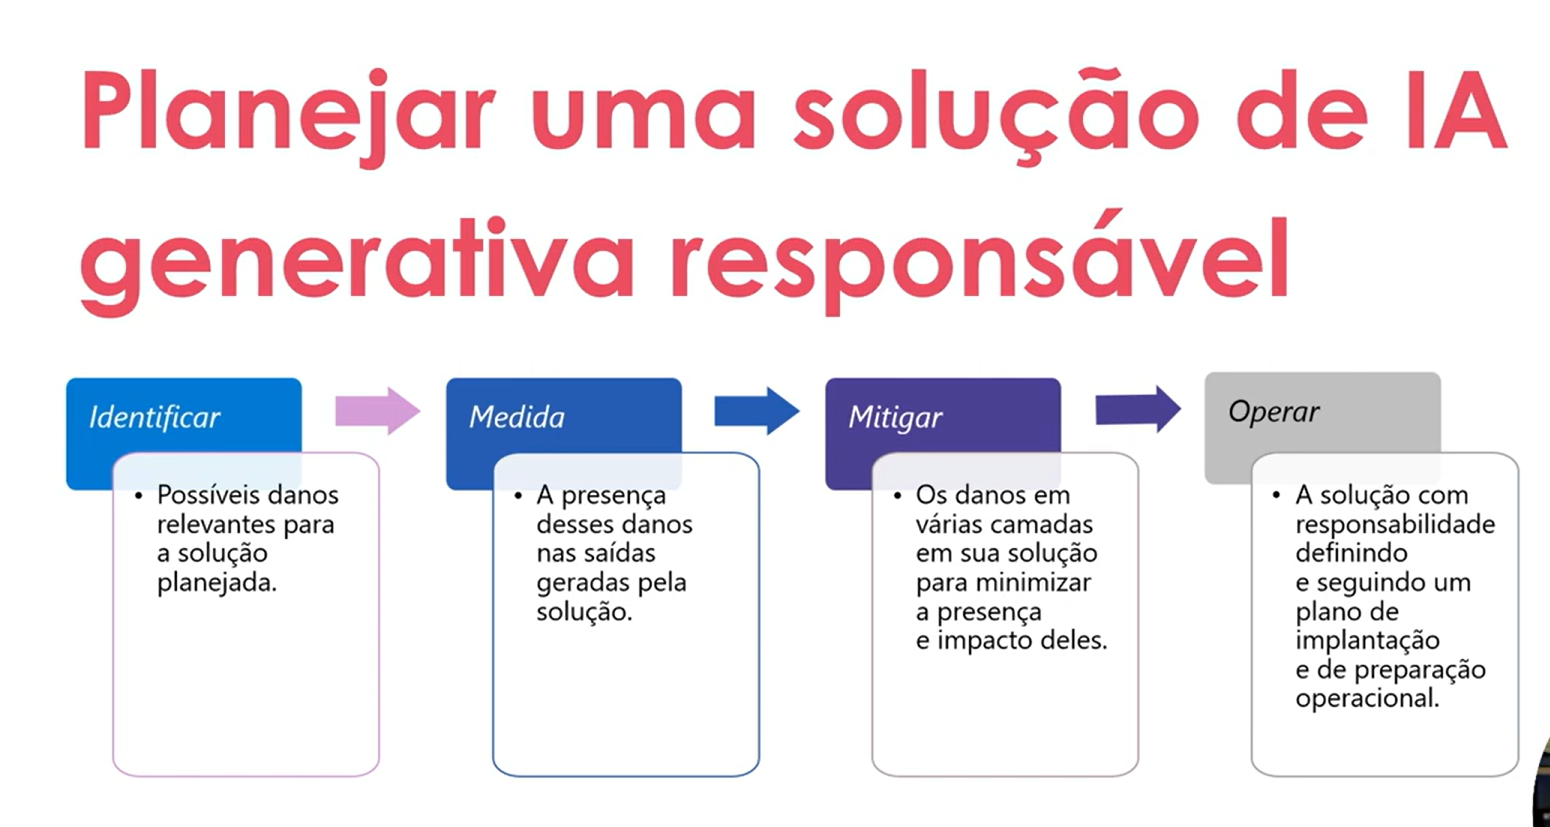 Planejar uma solução de IA
generativa responsável
Identificar
• Possíveis danos
relevantes para
a solução
planejada.
Medida
• A presença
desses danos
nas saídas
geradas pela
solução.
Mitigar
• Os danos em
várias camadas
em sua solução
para minimizar
a presença
e impacto deles.
Operar
• A solução com
responsabilidade
definindo
e seguindo um
plano de
implantação
e de preparação
operacional.